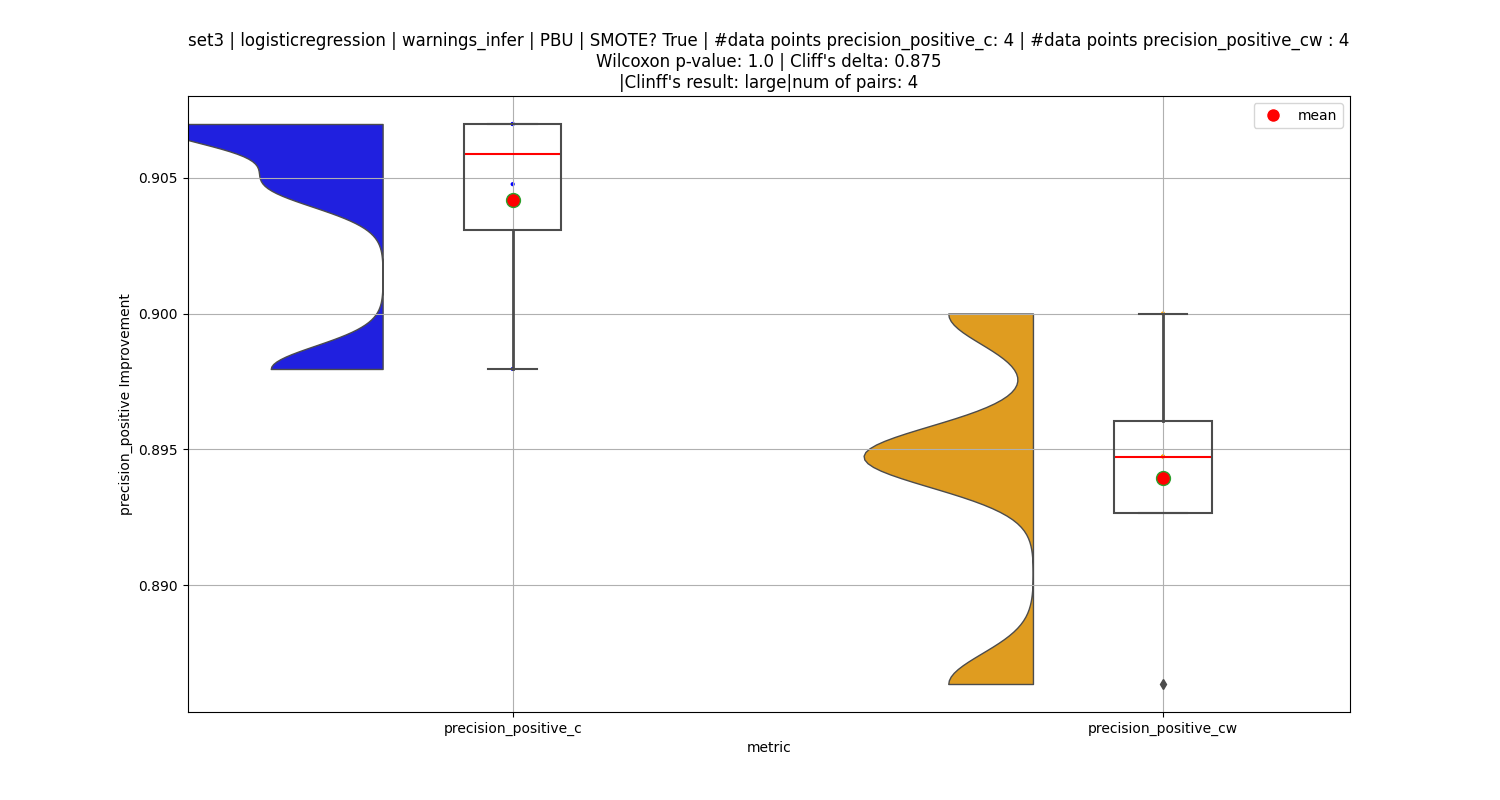 set3 | logisticregression | warnings_infer | PBU | SMOTE? True | #data points precision_positive_c: 4 | #data points precision_positive_cw : 4
Wilcoxon p-value: 1.0 | Cliff's delta: 0.875
|Clinff's result: large|num of pairs: 4
mean
0.905
0.900
0.895
0.890
precision_positive Improvement
precision_positive_c
precision_positive_cw
metric